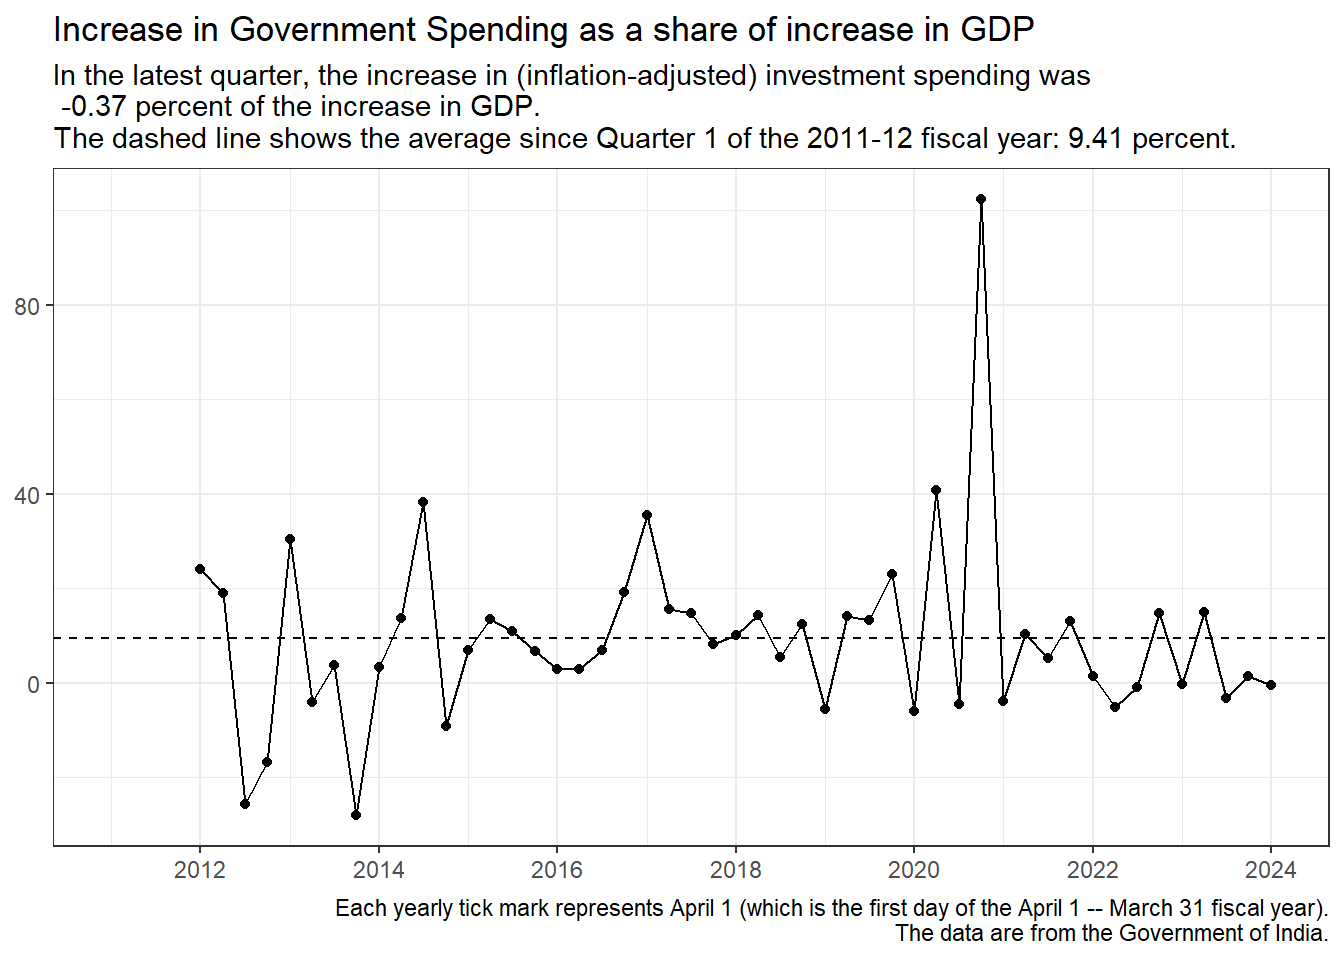 Increase in Government Spending as a share of increase in GDP
In the latest quarter, the increase in (inflation-adjusted) investment spending was
-0.37 percent of the increase in GDP.
The dashed line shows the average since Quarter 1 of the 2011-12 fiscal year: 9.41 percent.
80
40
0
2012 2014 2016 2018 2020 2022 2024
Each yearly tick mark represents April 1 (which is the first day of the April 1 -- March 31 fiscal year).
The data are from the Government of India.